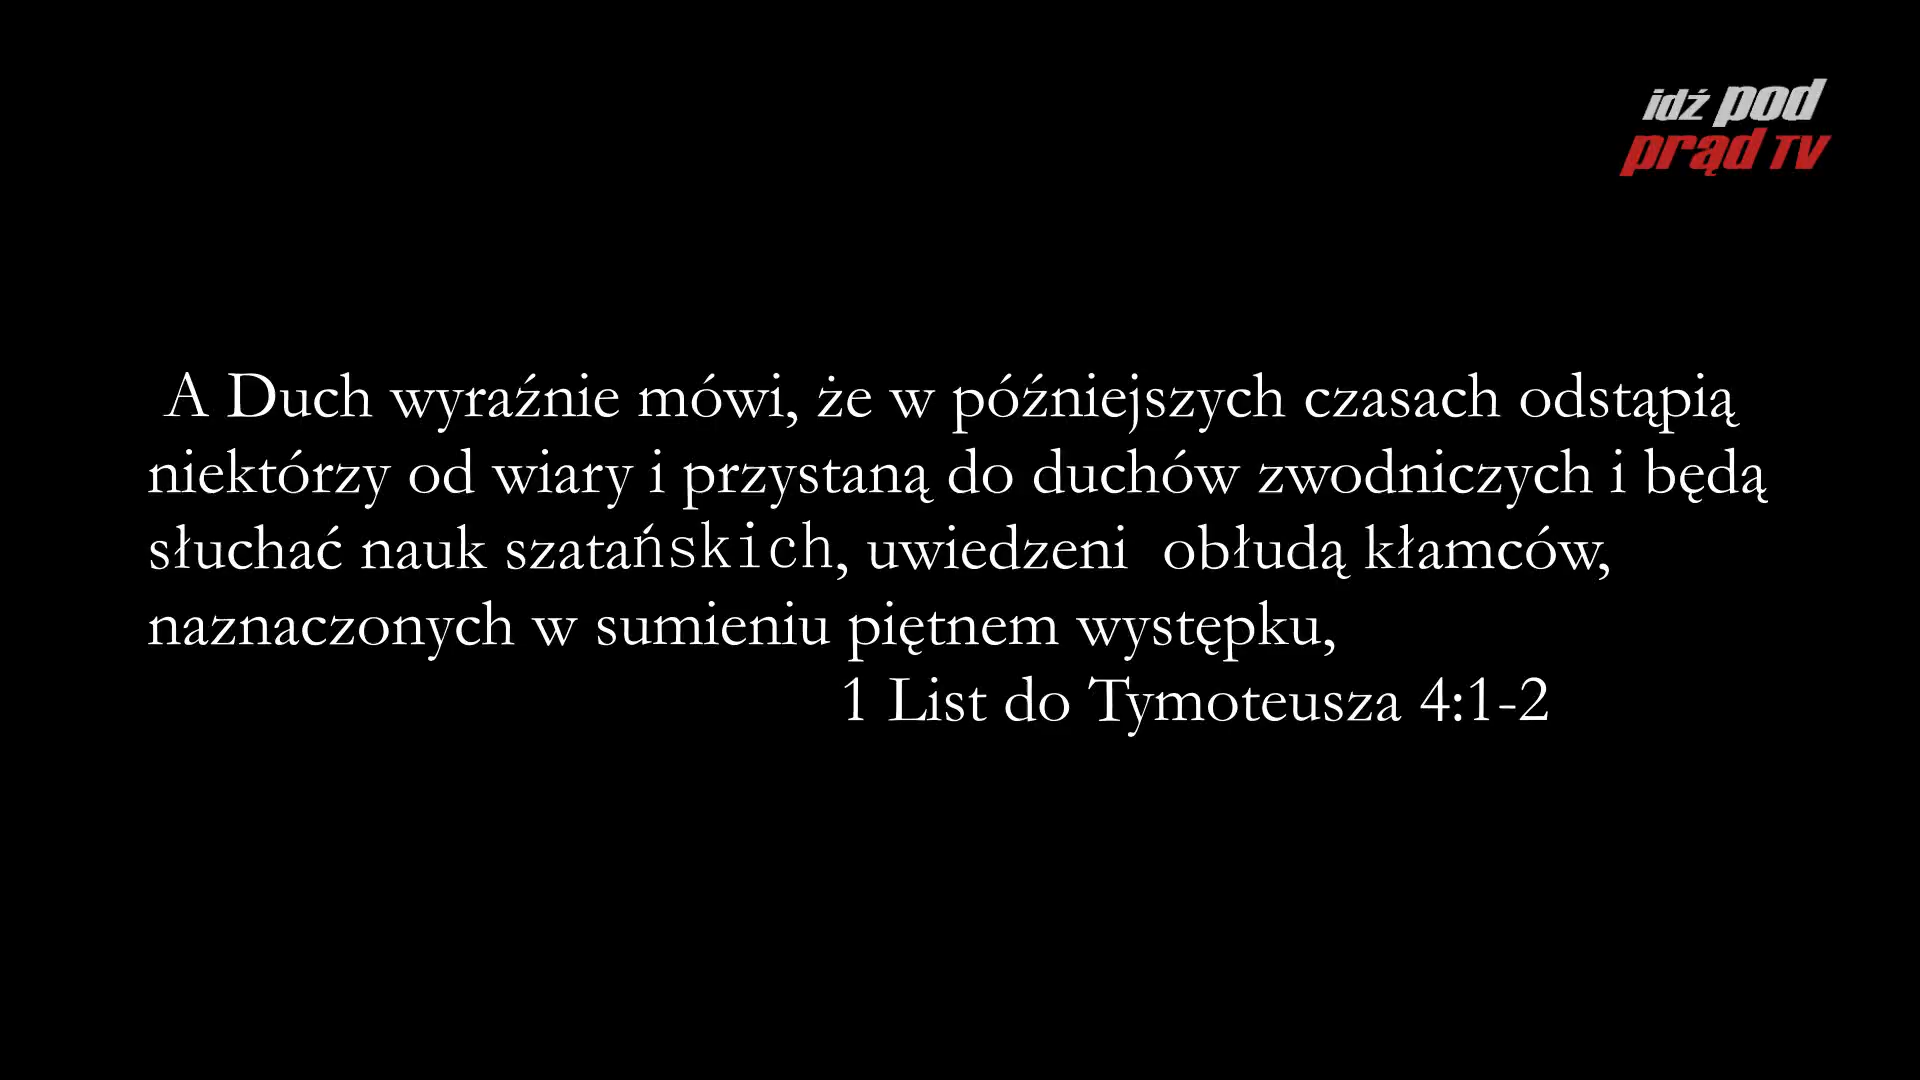 idź pod
prąd TV
A Duch wyraźnie mówi, że w późniejszych czasach odstąpią
niektórzy od wiary i przystaną do duchów zwodniczych i będą
słuchać nauk szatańskich, uwiedzeni  obłudą kłamców,
naznaczonych w sumieniu piętnem występku,
1 List do Tymoteusza 4:1-2